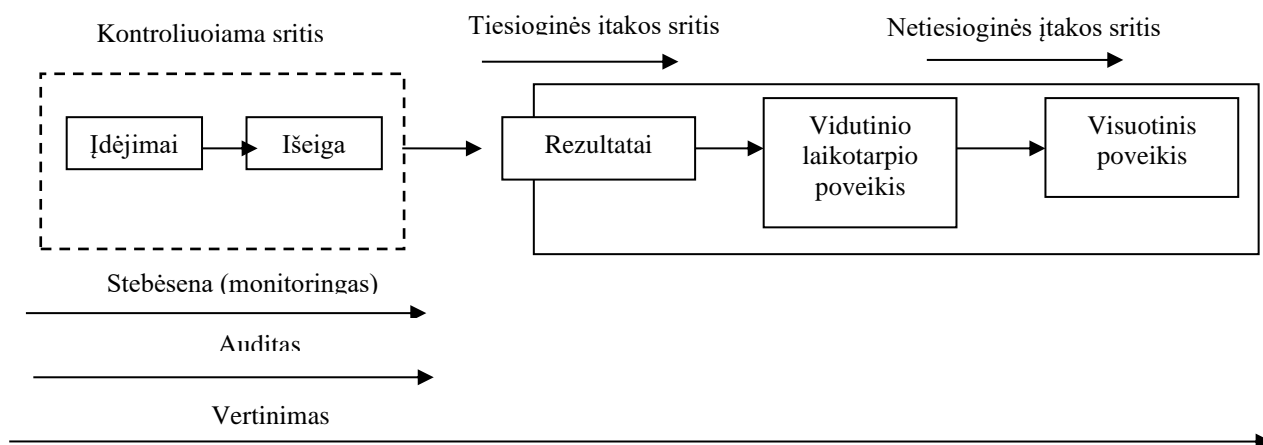 Kontroliuojama sritis
Tiesioginės įtakos sritis
Netiesioginės įtakos sritis
Įdėjimai
Išeiga
Rezultatai
Vidutinio
laikotarpio
poveikis
Visuotinis
poveikis
Stebėsena (monitoringas)
Auditas
Vertinimas